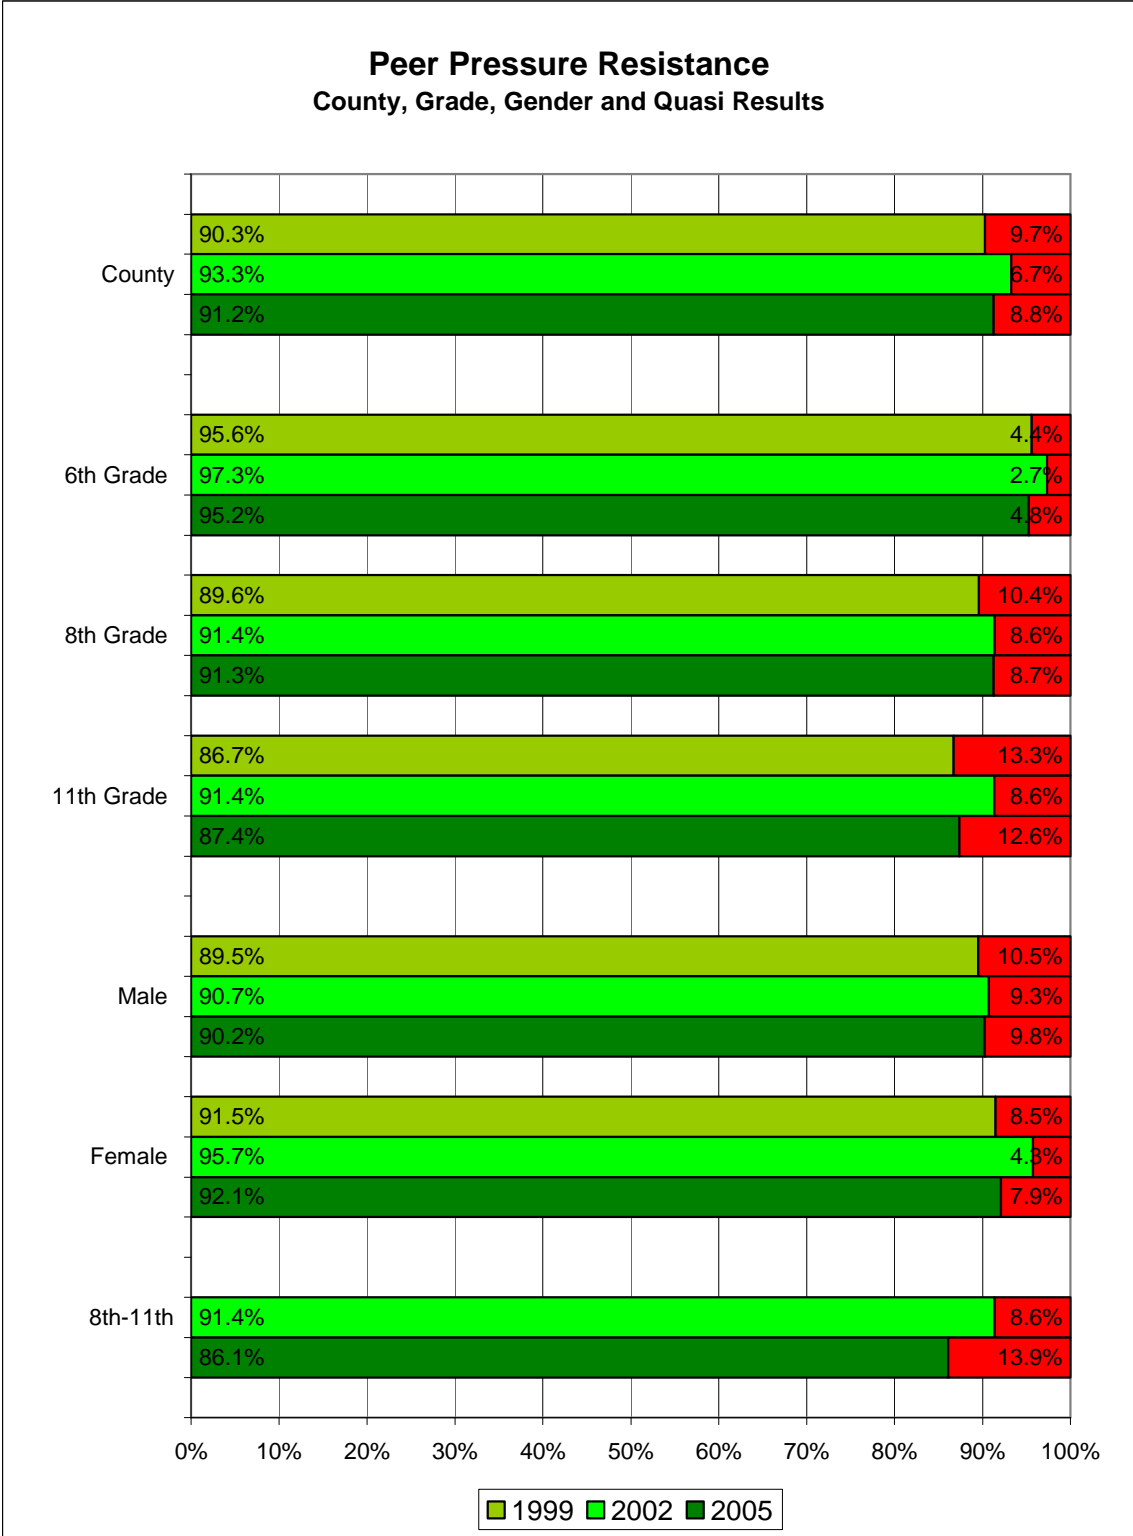 Peer Pressure Resistance
County, Grade, Gender and Quasi Results
90.3% 9.7%
County 93.3% 6.7%
91.2% 8.8%
95.6% 4.4%
6th Grade 97.3% 2.7%
95.2% 4.8%
89.6% 10.4%
8th Grade 91.4% 8.6%
91.3% 8.7%
86.7% 13.3%
11th Grade 91.4% 8.6%
87.4% 12.6%
89.5% 10.5%
Male 90.7% 9.3%
90.2% 9.8%
91.5% 8.5%
Female 95.7% 4.3%
92.1% 7.9%
8th-11th 91.4% 8.6%
86.1% 13.9%
0% 10% 20% 30% 40% 50% 60% 70% 80% 90% 100%
1999 2002 2005